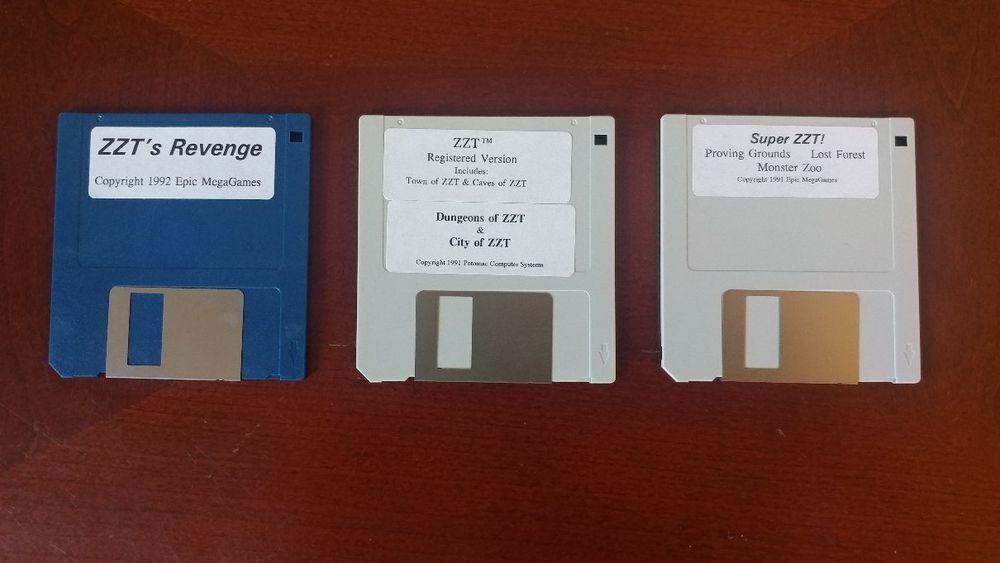 ZZT's Revenge
Copyright 1992 Epic MegaGames
ZZT™
Registered Version
Includes:
Town of ZZT & Caves of ZZT
Dungeons of ZZT
&
City of ZZT
Copyright 1991 Potomac Computer Systems
Super ZZT!
Proving Grounds Lost Forest
Monster Zoo
Copyright 1991 Epic MegaGames